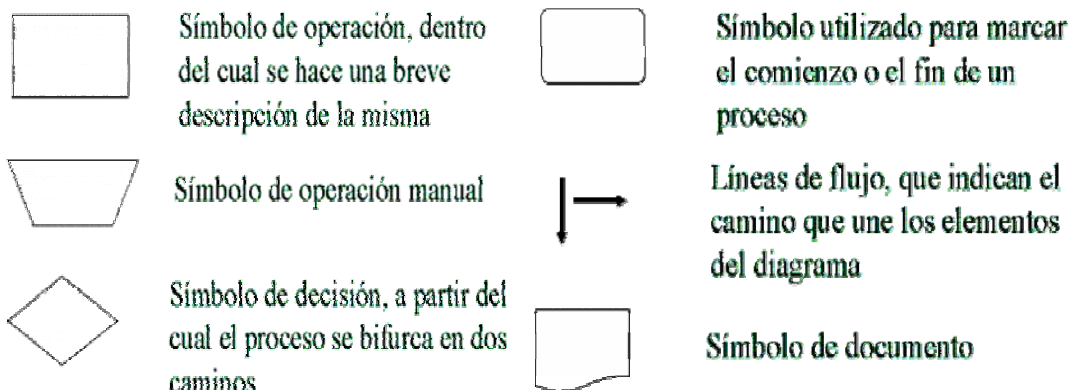 Símbolo de operación, dentro
del cual se hace una breve
descripción de la misma
Símbolo de operación manual
Símbolo de decisión, a partir del
cual el proceso se bifurca en dos
caminos
Símbolo utilizado para marcar
el comienzo o el fin de un
proceso
Líneas de flujo, que indican el
camino que une los elementos
del diagrama
Símbolo de documento